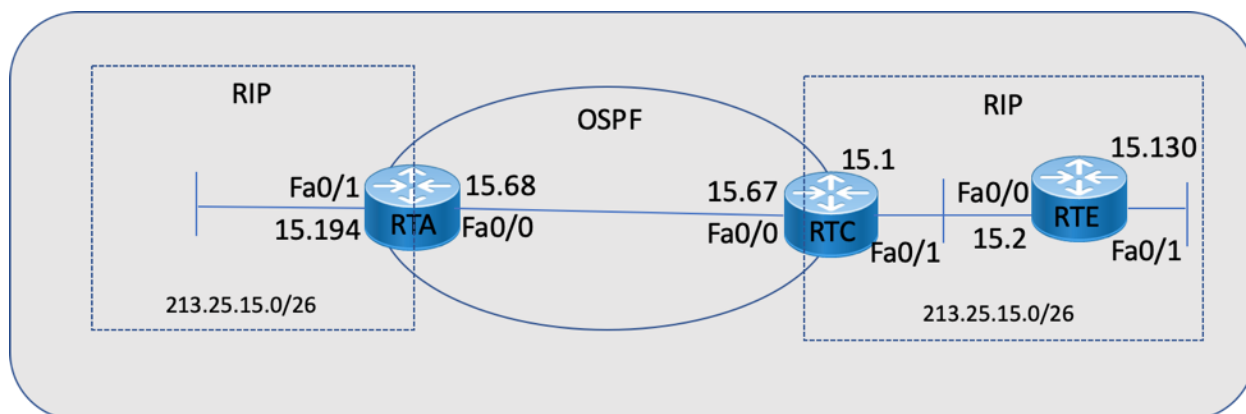 RIP
OSPF
RIP
15.1
15.130
Fa0/1
15.68
15.67
Fa0/0
15.194
RTA
Fa0/0
Fa0/0
RTC
Fa0/1
15.2
RTE
Fa0/1
213.25.15.0/26
213.25.15.0/26